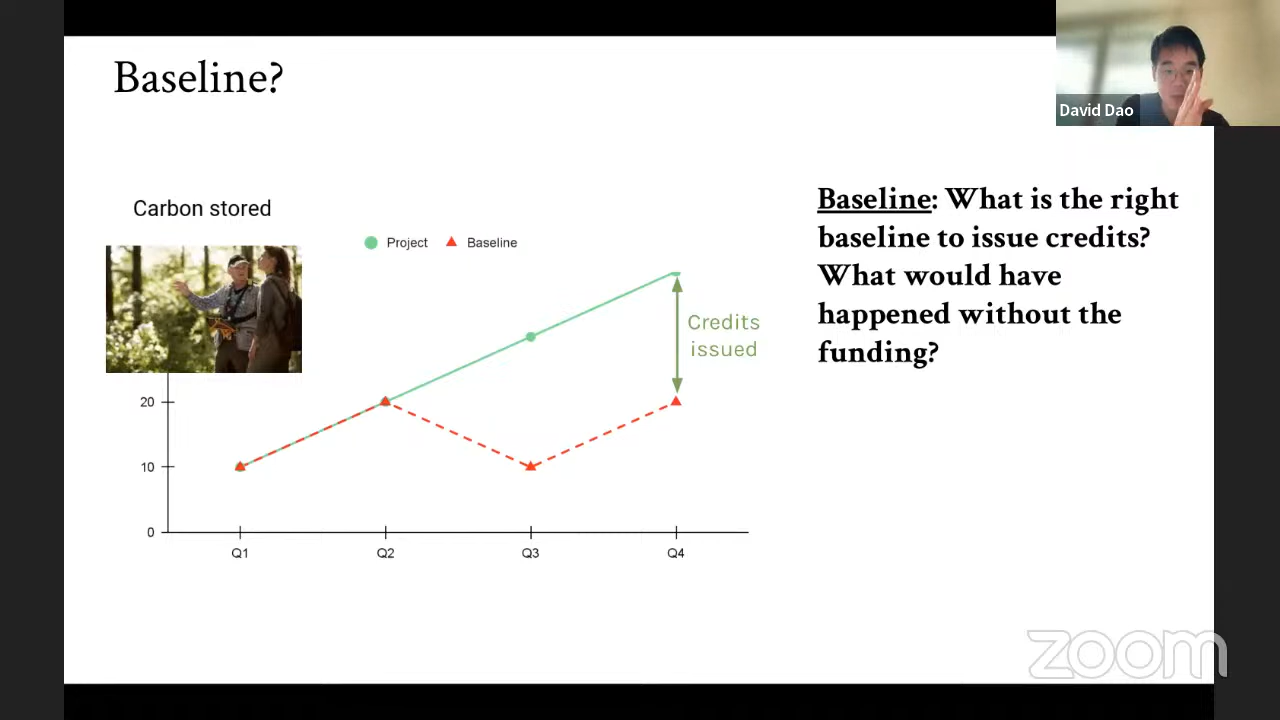 Baseline?
David Dao
Carbon stored
Project
Baseline
Baseline: What is the right
baseline to issue credits?
What would have
happened without the
funding?
Credits
issued
20
10
0
Q1
Q2
Q3
Q4
zoom